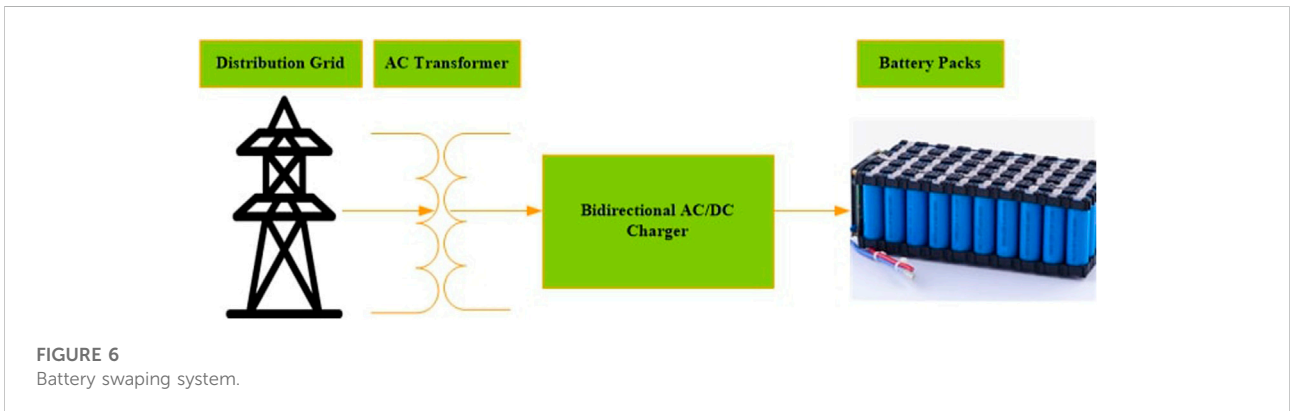 Distribution Grid
AC Transformer
Battery Packs
Bidirectional AC/DC
Charger
FIGURE 6
Battery swaping system.